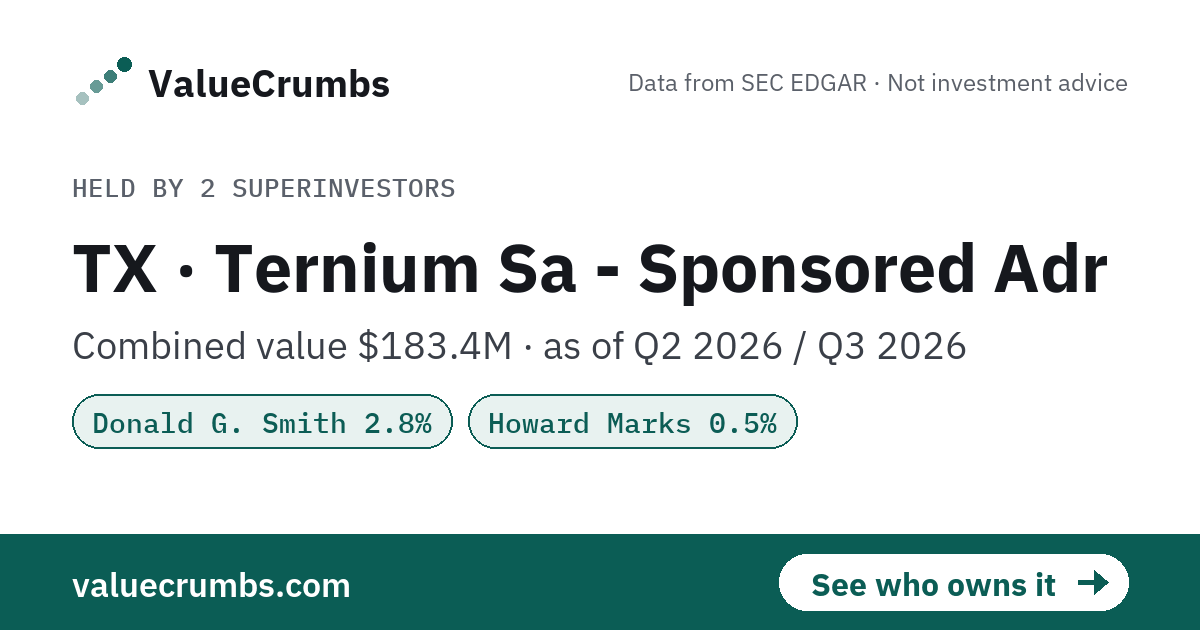 ValueCrumbs
Data from SEC EDGAR · Not investment advice
HELD BY 2 SUPERINVESTORS
TX · Ternium Sa - Sponsored Adr
Combined value $183.4M · as of Q2 2026 / Q3 2026
Donald G. Smith 2.8%
Howard Marks 0.5%
valuecrumbs.com
See who owns it →